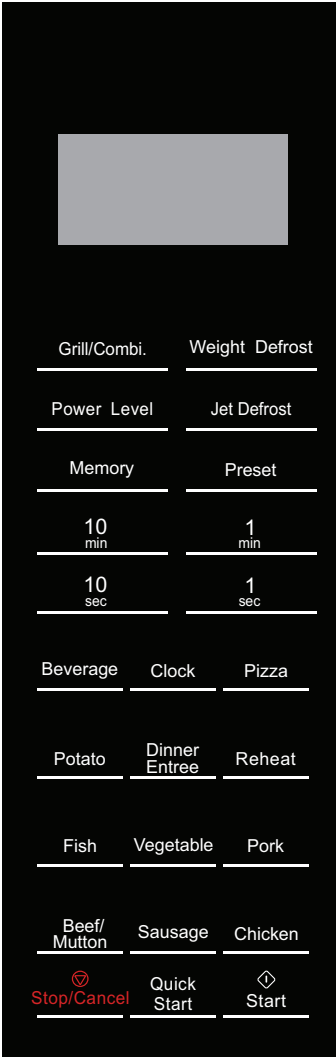 Grill/Combi. Weight Defrost
Power Level Jet Defrost
Memory Preset
10 1
min min
10 1
sec sec
Beverage Clock Pizza
Potato Dinner Reheat
Entree
Fish Vegetable Pork
Beef/ Sausage Chicken
Mutton
Stop/Cancel Quick Start
Start